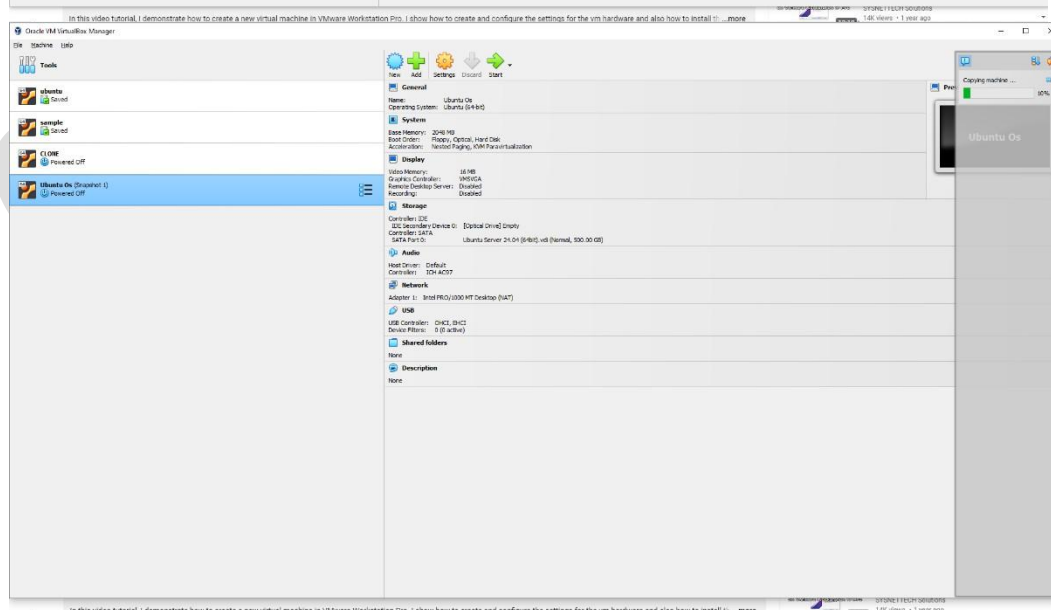 In this video tutorial, I demonstrate how to create a new virtual machine in VMware Workstation Pro. I show how to create and configure the settings for the vm hardware and also how to install th ...more
SYSNETTECH Solutions
14K views • 1 year ago
Oracle VM VirtualBox Manager
File Machine Help
Tools
ubuntu
Saved
sample
Saved
CLONE
Powered Off
Ubuntu Os (Snapshot 1)
Powered Off
New Add Settings Discard Start
General
Name: Ubuntu Os
Operating System: Ubuntu (64-bit)
System
Base Memory: 2048 MB
Boot Order: Floppy, Optical, Hard Disk
Acceleration: Nested Paging, KVM Paravirtualization
Display
Video Memory: 16 MB
Graphics Controller: VMSVGA
Remote Desktop Server: Disabled
Recording: Disabled
Storage
Controller: IDE
IDE Secondary Device 0: [Optical Drive] Empty
Controller: SATA
SATA Port 0: Ubuntu Server 24.04 (64bit).vdi (Normal, 500.00 GB)
Audio
Host Driver: Default
Controller: ICH AC97
Network
Adapter 1: Intel PRO/1000 MT Desktop (NAT)
USB
USB Controller: OHCI, EHCI
Device Filters: 0 (0 active)
Shared folders
None
Description
None
Pre
Ubuntu Os
Copying machine ...
10%